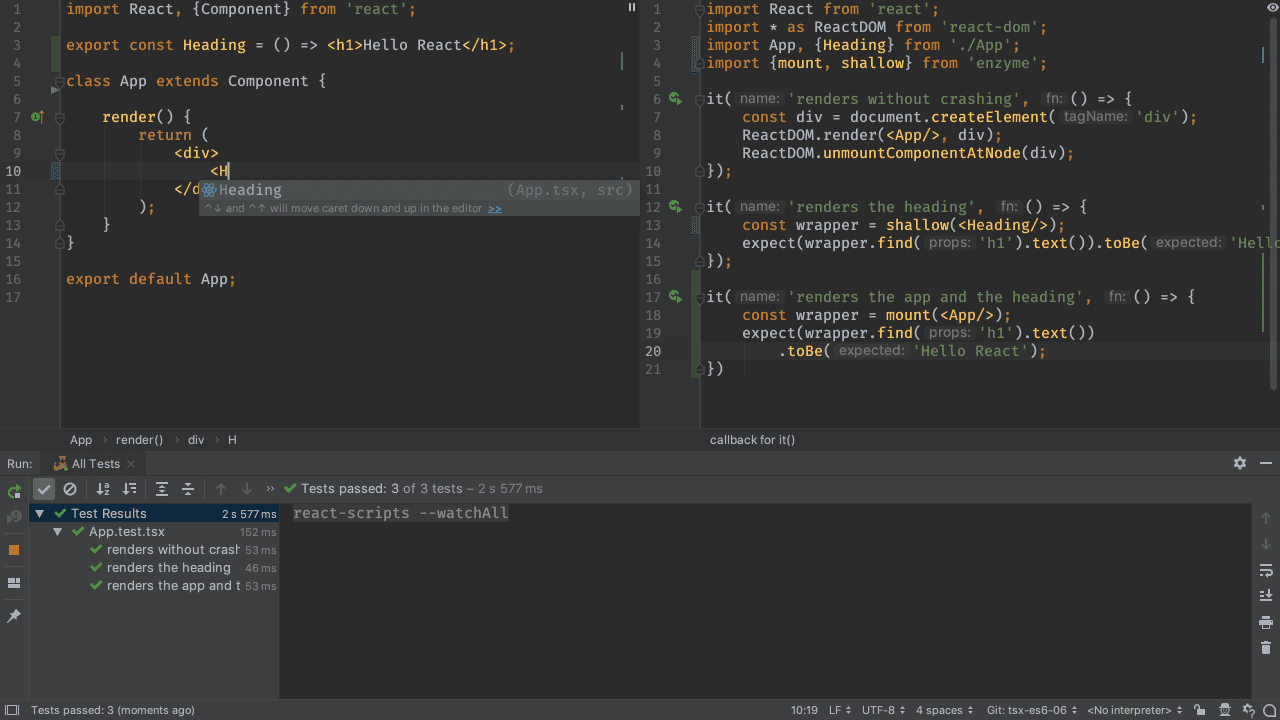 1 import React, {Component} from 'react';
2
3 export const Heading = () => <h1>Hello React</h1>;
4
5 class App extends Component {
6
7 render() {
8 return (
9 <div>
10 <H
11 </d
12 );
13 }
14 }
15
16 export default App;
17
Heading (App.tsx, src)
^↓ and ^↑ will move caret down and up in the editor >>
1 import React from 'react';
2 import * as ReactDOM from 'react-dom';
3 import App, {Heading} from './App';
4 import {mount, shallow} from 'enzyme';
5
6 it( name: 'renders without crashing', fn: () => {
7 const div = document.createElement( tagName: 'div');
8 ReactDOM.render(<App/>, div);
9 ReactDOM.unmountComponentAtNode(div);
10 });
11
12 it( name: 'renders the heading', fn: () => {
13 const wrapper = shallow(<Heading/>);
14 expect(wrapper.find( props: 'h1').text()).toBe( expected: 'Hello
15 });
16
17 it( name: 'renders the app and the heading', fn: () => {
18 const wrapper = mount(<App/>);
19 expect(wrapper.find( props: 'h1').text())
20 .toBe( expected: 'Hello React');
21 })
App › render() › div › H
callback for it()
Run: All Tests ×
>> Tests passed: 3 of 3 tests – 2 s 577 ms
Test Results 2 s 577 ms
App.test.tsx 152 ms
renders without crash 53 ms
renders the heading 46 ms
renders the app and t 53 ms
react-scripts --watchAll
Tests passed: 3 (moments ago)
10:19 LF UTF-8 4 spaces Git: tsx-es6-06 <No interpreter>